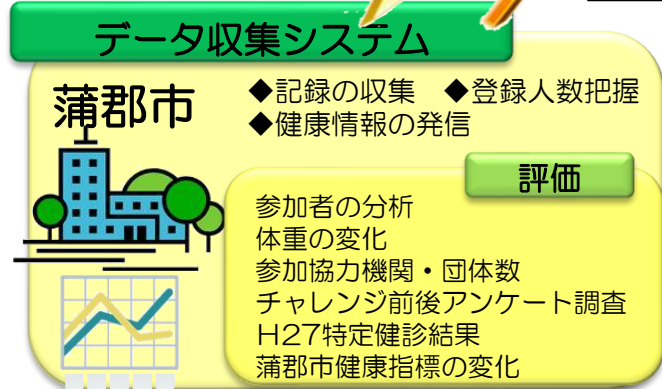 データ収集システム
蒲郡市
◆記録の収集　◆登録人数把握
◆健康情報の発信
評価
参加者の分析
体重の変化
参加協力機関・団体数
チャレンジ前後アンケート調査
H27特定健診結果
蒲郡市健康指標の変化